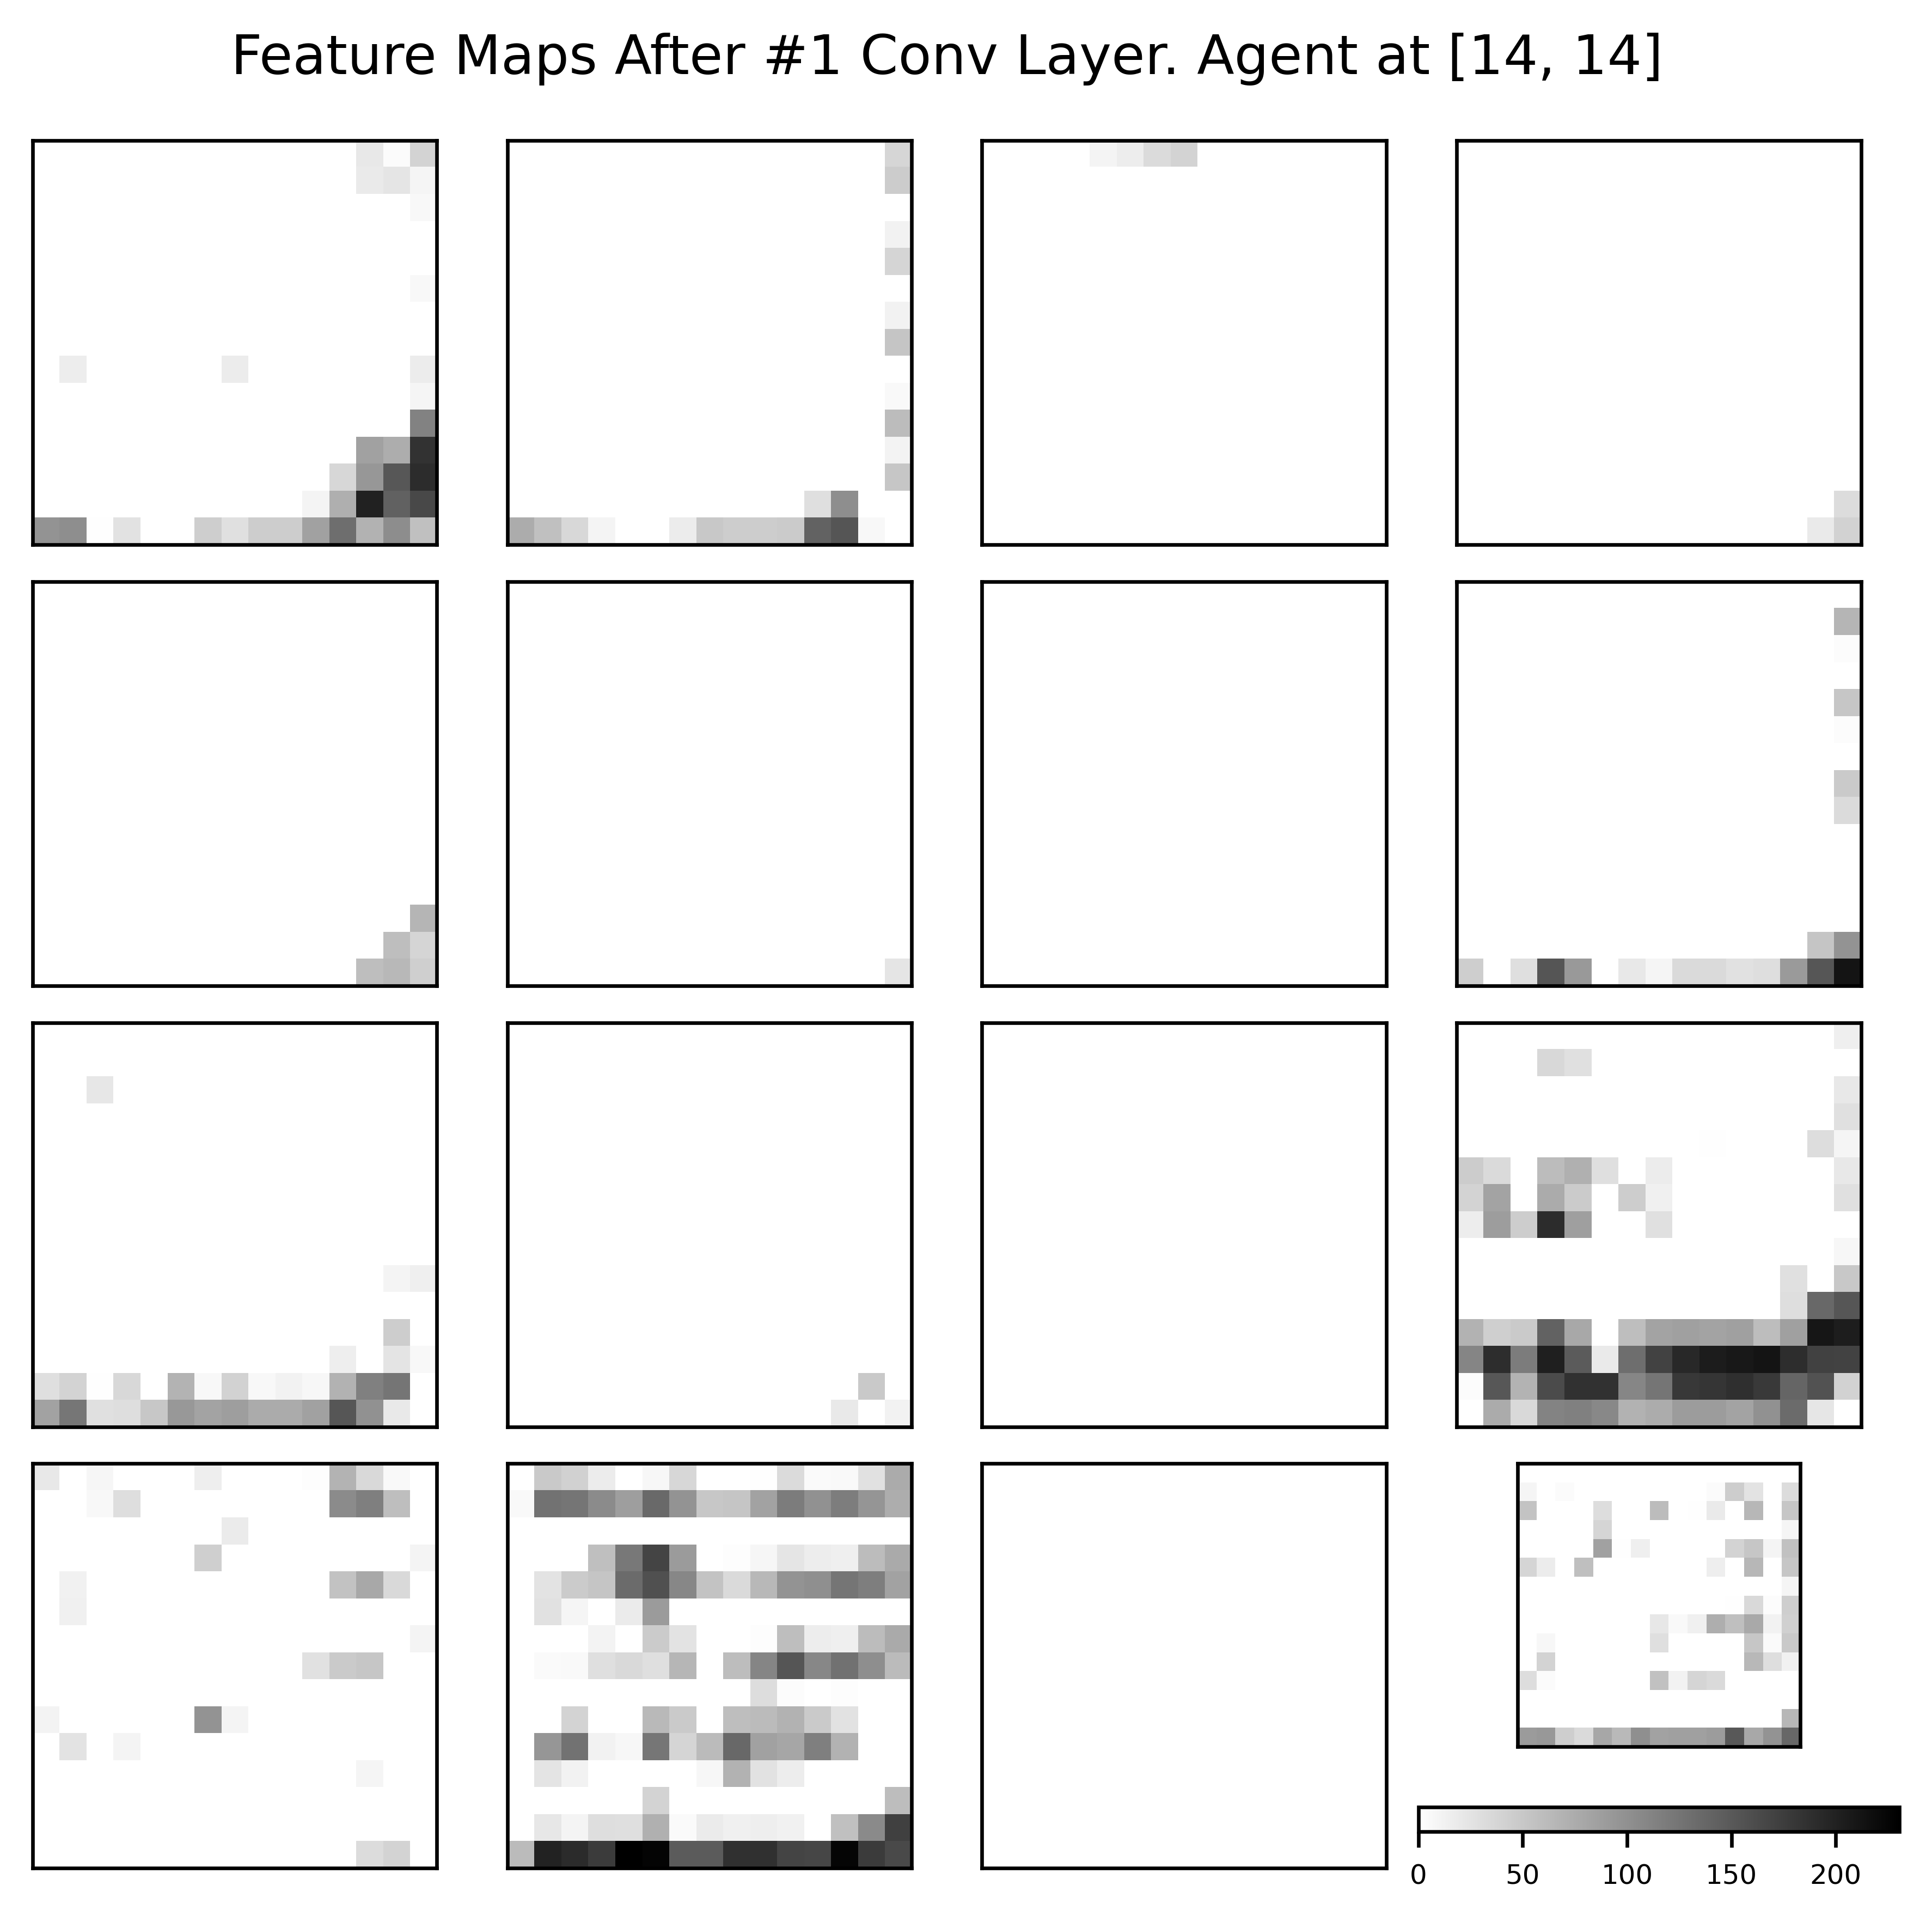 Feature Maps After #1 Conv Layer. Agent at [14, 14]
0 50 100 150 200